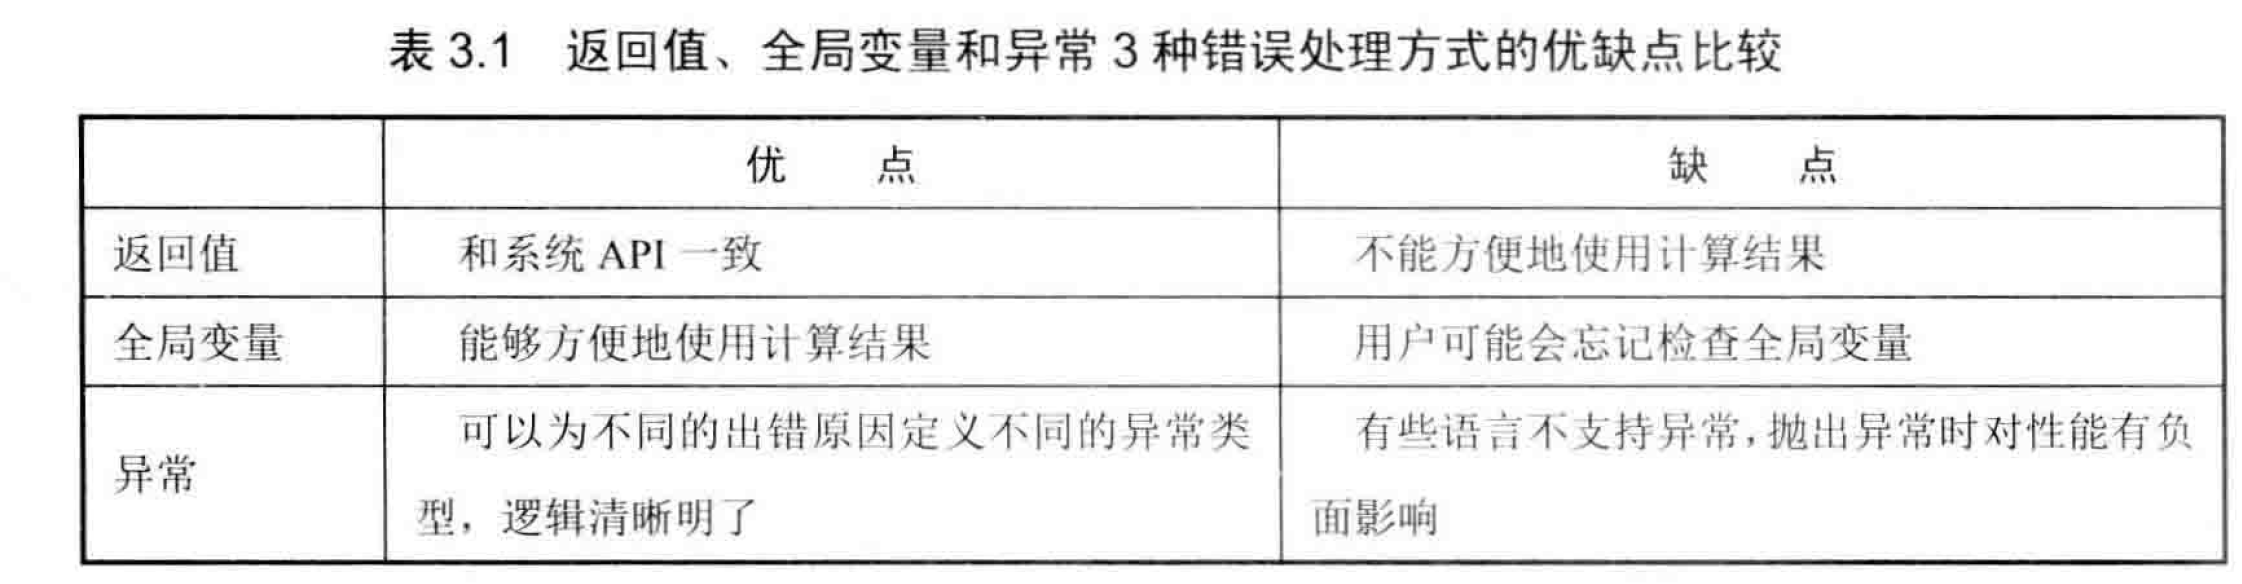 表 3.1 返回值、全局变量和异常 3 种错误处理方式的优缺点比较
优 点 缺 点
返回值 和系统 API 一致 不能方便地使用计算结果
全局变量 能够方便地使用计算结果 用户可能会忘记检查全局变量
异常 可以为不同的出错原因定义不同的异常类 有些语言不支持异常，抛出异常时对性能有负
型，逻辑清晰明了 面影响